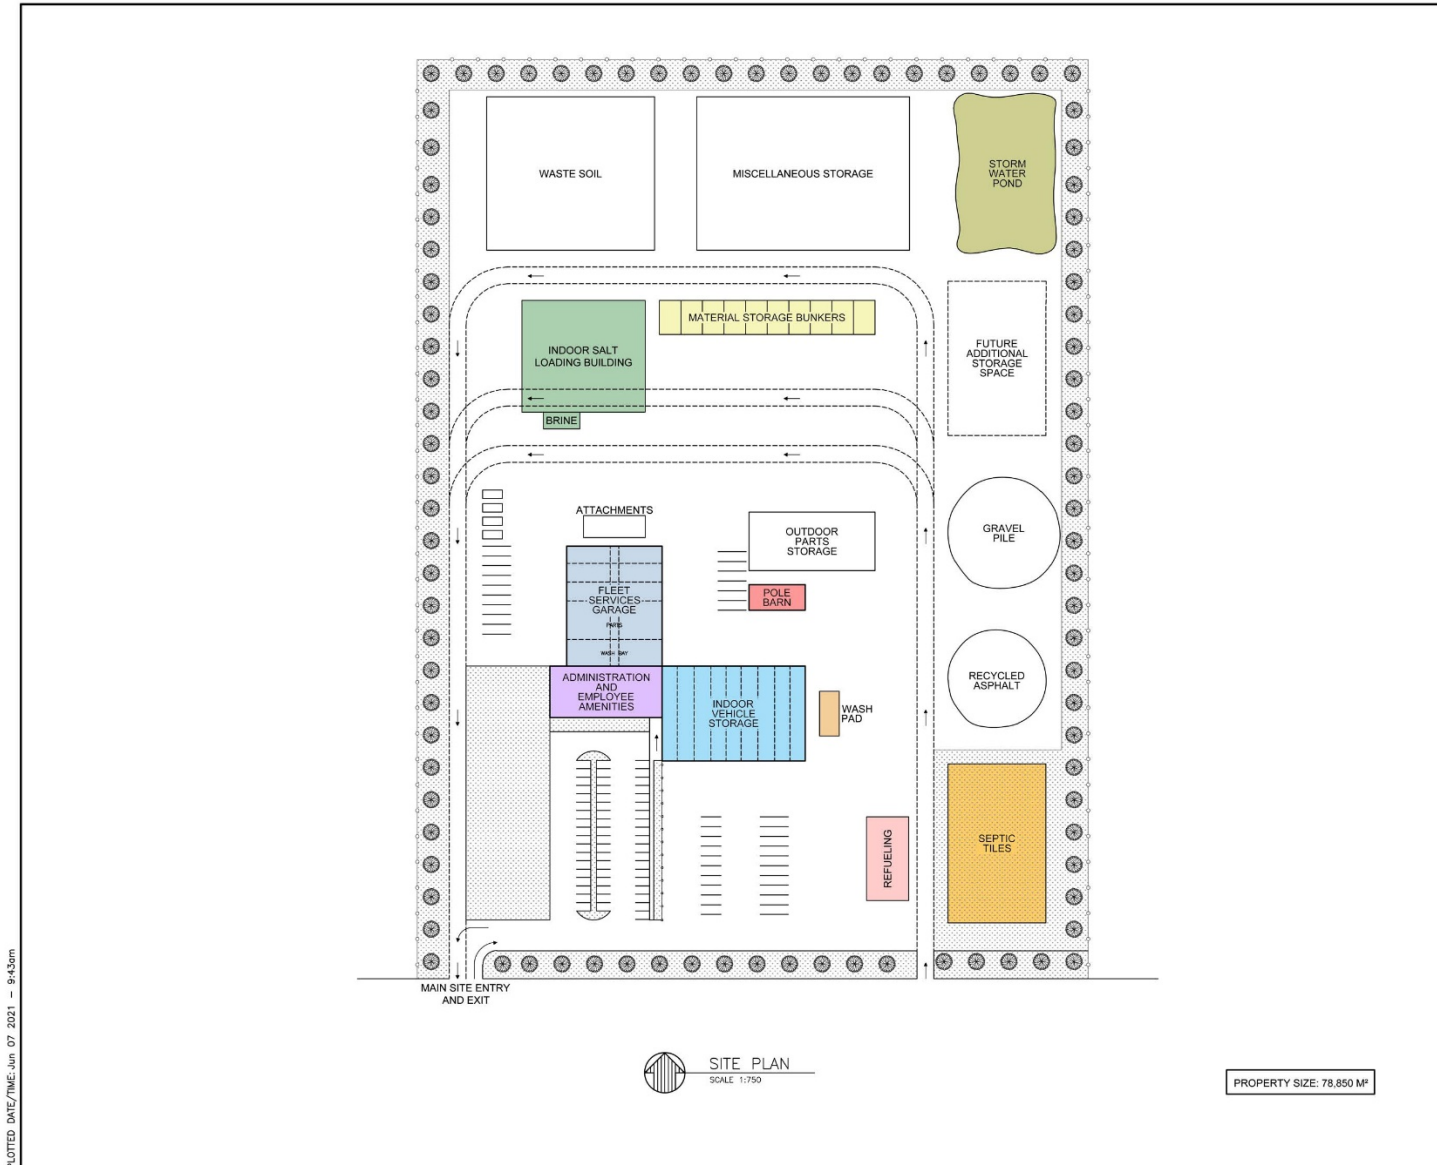 WASTE SOIL
MISCELLANEOUS STORAGE
STORM
WATER
POND
MATERIAL STORAGE BUNKERS
INDOOR SALT
LOADING BUILDING
BRINE
FUTURE
ADDITIONAL
STORAGE
SPACE
ATTACHMENTS
OUTDOOR
PARTS
STORAGE
GRAVEL
PILE
FLEET
SERVICES
GARAGE
PARTS
WASH BAY
POLE
BARN
ADMINISTRATION
AND
EMPLOYEE
AMENITIES
INDOOR
VEHICLE
STORAGE
WASH
PAD
RECYCLED
ASPHALT
REFUELING
SEPTIC
TILES
MAIN SITE ENTRY
AND EXIT
SITE PLAN
SCALE 1:750
PROPERTY SIZE: 78,850 M²
PLOTTED DATE/TIME: Jun 07 2021 - 9:43am